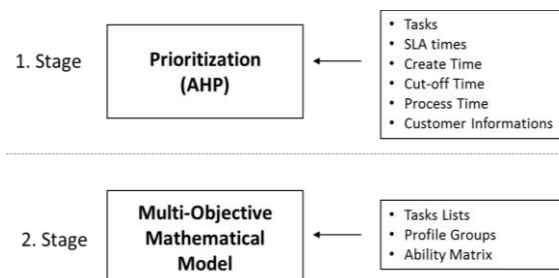 1. Stage
Prioritization
(AHP)
• Tasks
• SLA times
• Create Time
• Cut-off Time
• Process Time
• Customer Informations
2. Stage
Multi-Objective
Mathematical
Model
• Tasks Lists
• Profile Groups
• Ability Matrix